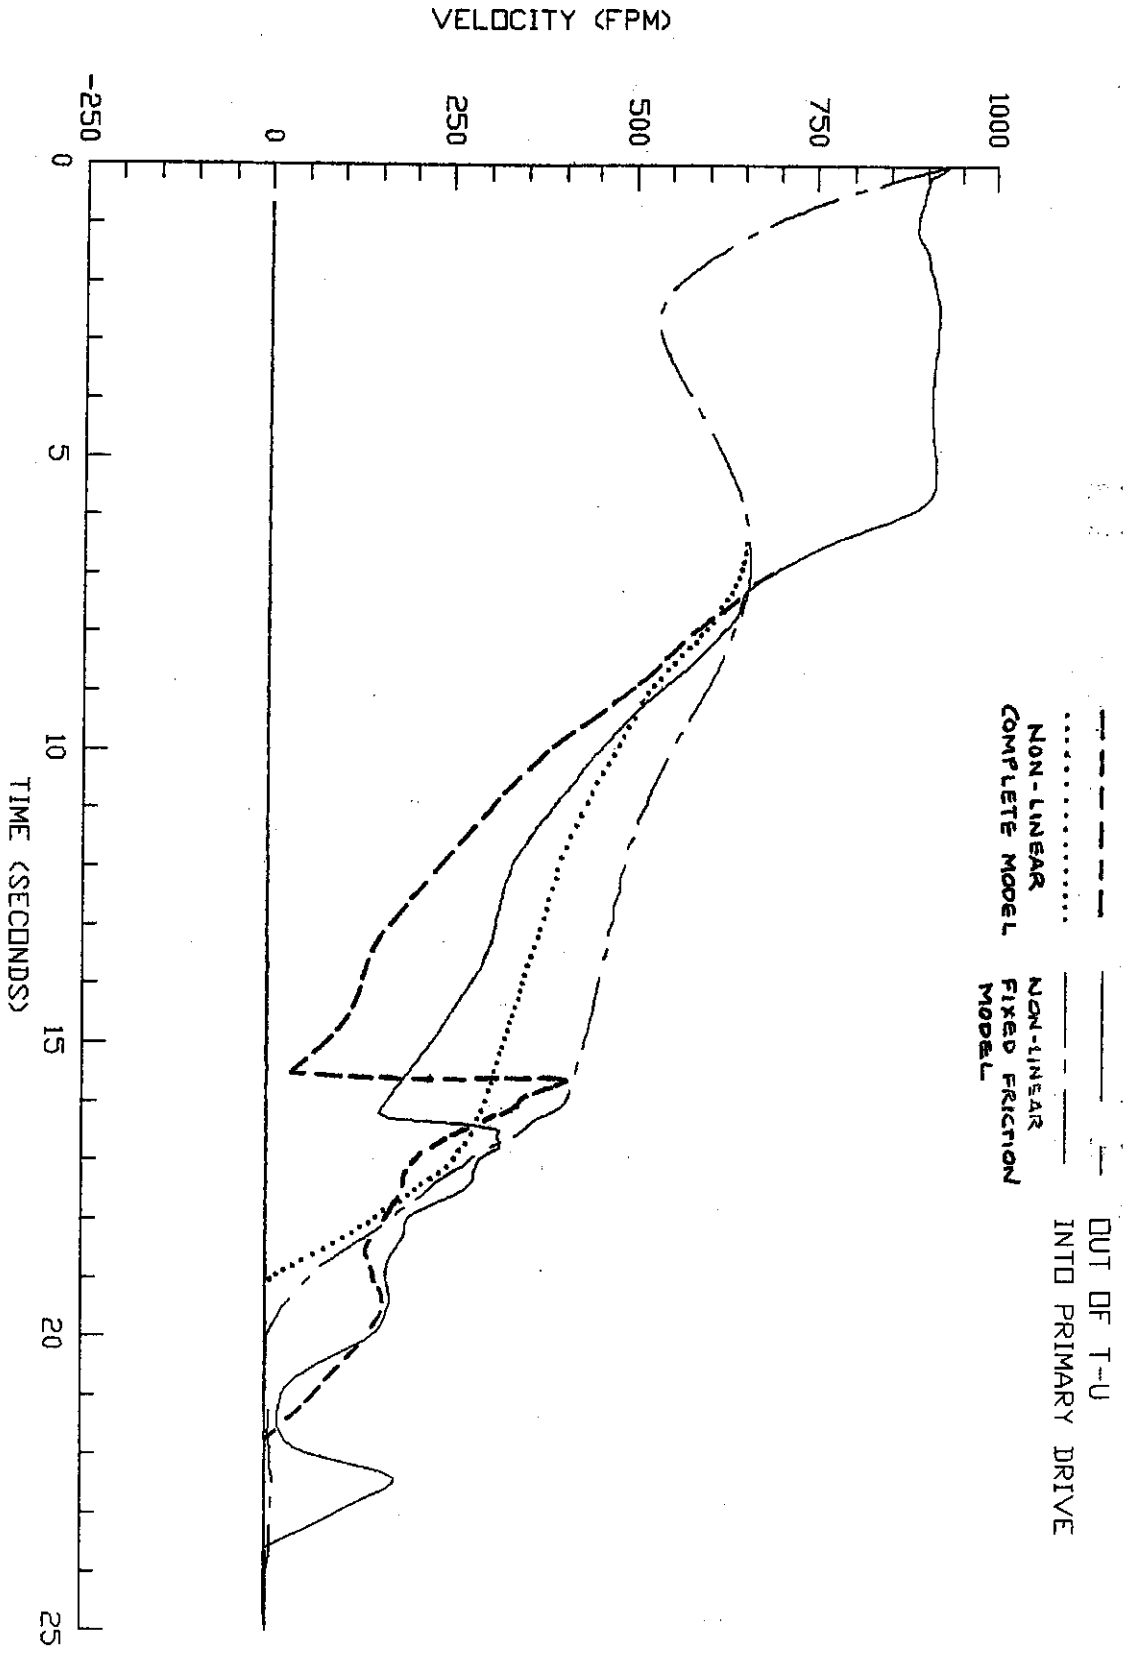 OUT OF T-U
INTO PRIMARY DRIVE
NON-LINEAR
COMPLETE MODEL
NON-LINEAR
FIXED FRICTION
MODEL
VELOCITY (FPM)
1000
750
500
250
0
-250
0
5
10
15
20
25
TIME (SECONDS)